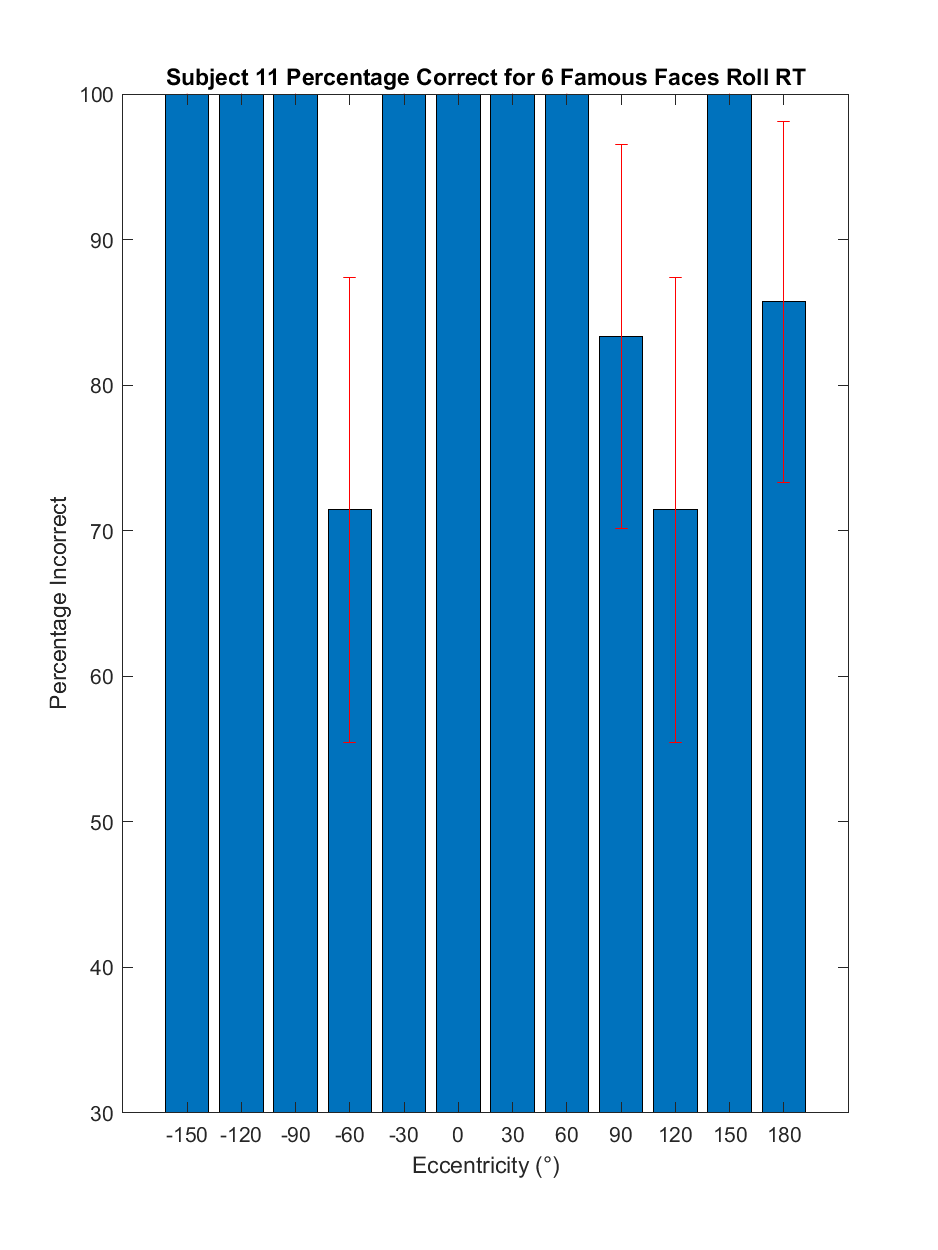 Subject 11 Percentage Correct for 6 Famous Faces Roll RT
100
90
80
70
60
50
40
30
Percentage Incorrect
-150 -120 -90 -60 -30 0 30 60 90 120 150 180
Eccentricity (°)